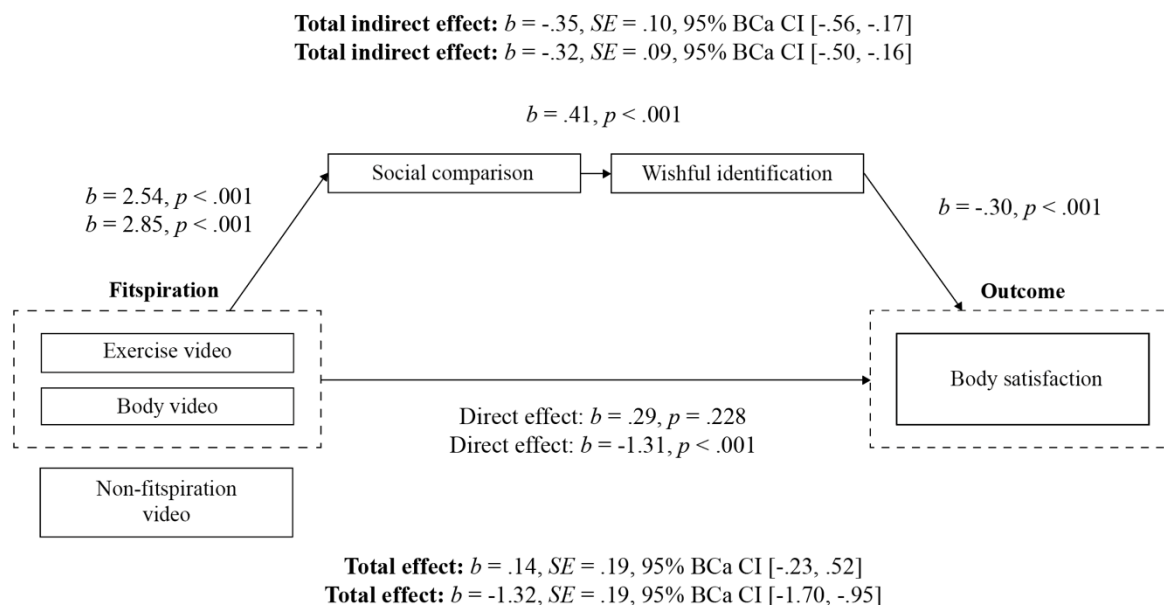 Total indirect effect: b = -.35, SE = .10, 95% BCa CI [-.56, -.17]
Total indirect effect: b = -.32, SE = .09, 95% BCa CI [-.50, -.16]
b = .41, p < .001
Social comparison
Wishful identification
b = 2.54, p < .001
b = 2.85, p < .001
b = -.30, p < .001
Fitspiration
Outcome
Exercise video
Body video
Body satisfaction
Direct effect: b = .29, p = .228
Direct effect: b = -1.31, p < .001
Non-fitspiration
video
Total effect: b = .14, SE = .19, 95% BCa CI [-.23, .52]
Total effect: b = -1.32, SE = .19, 95% BCa CI [-1.70, -.95]